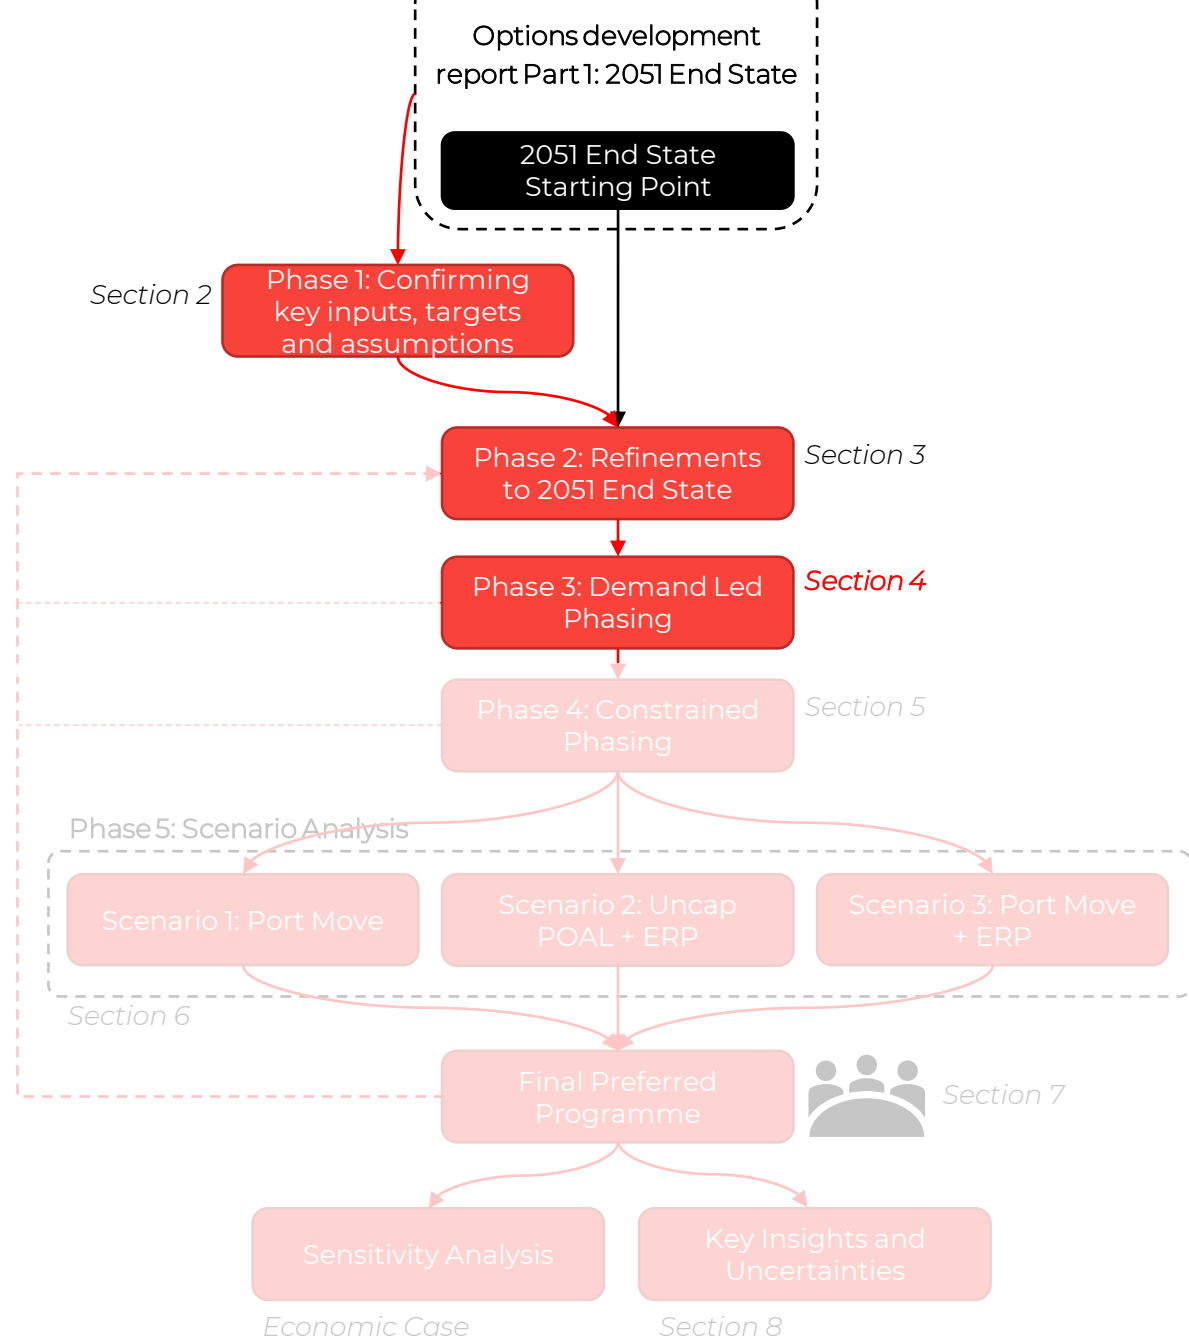 Options development
report Part 1: 2051 End State
2051 End State
Starting Point
Phase 1: Confirming
key inputs, targets
and assumptions
Section 2
Phase 2: Refinements
to 2051 End State
Section 3
Phase 3: Demand Led
Phasing
Section 4
Phase 4: Constrained
Phasing
Section 5
Phase 5: Scenario Analysis
Scenario 1: Port Move
Scenario 2: Uncap
POAL + ERP
Scenario 3: Port Move
+ ERP
Section 6
Final Preferred
Programme
Section 7
Sensitivity Analysis
Key Insights and
Uncertainties
Economic Case
Section 8